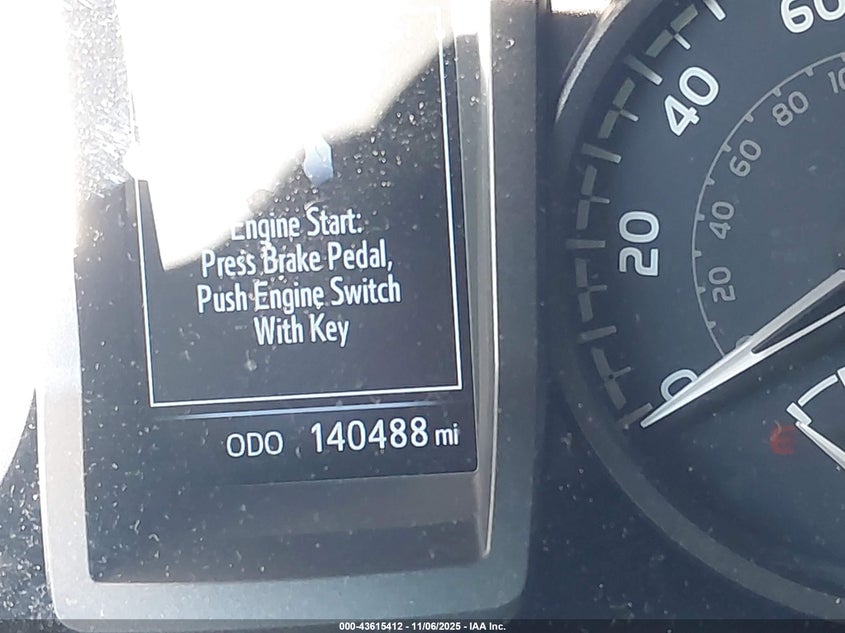 Engine Start:
Press Brake Pedal,
Push Engine Switch
With Key
ODO 140488 mi
60
40
20
0
80
60
40
20
000-43615412 - 11/06/2025 - IAA Inc.